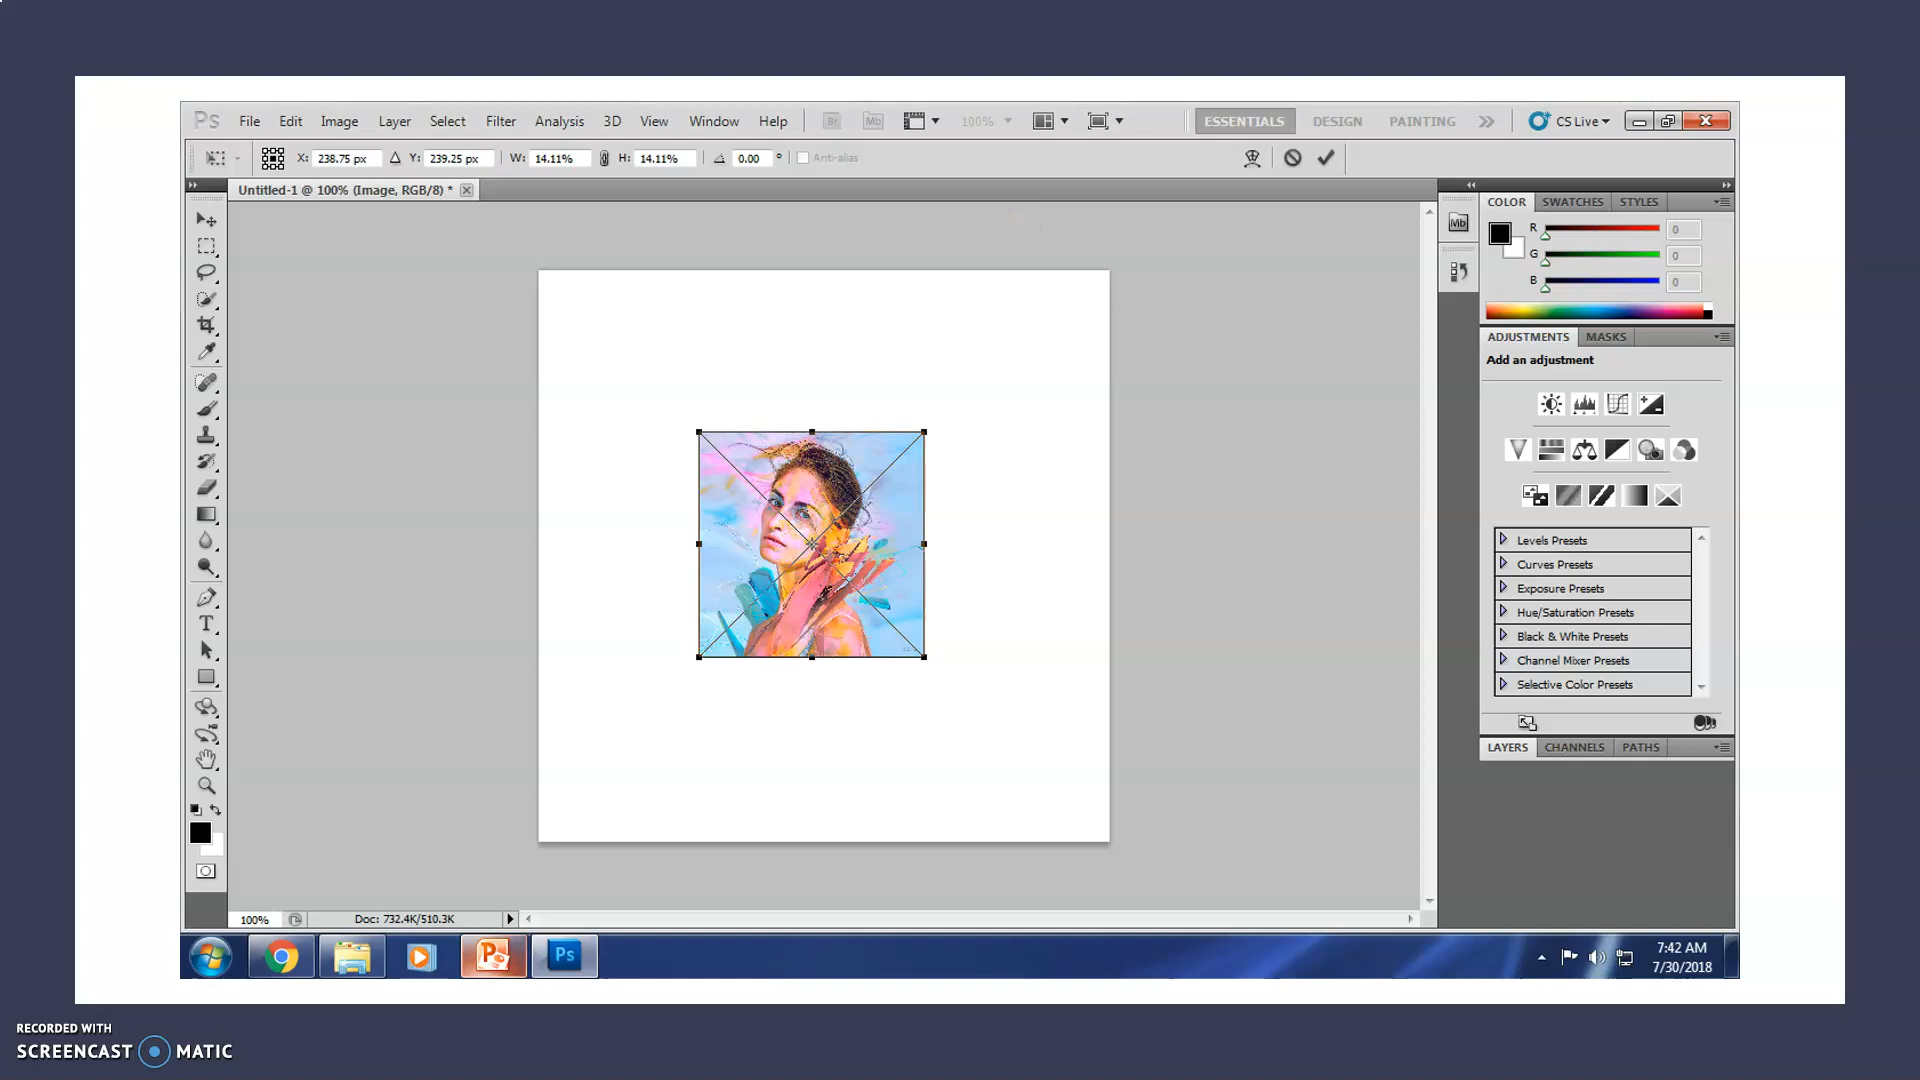 Ps File Edit Image Layer Select Filter Analysis 3D View Window Help Br Mb 100% ESSENTIALS DESIGN PAINTING CS Live
X: 238.75 px Y: 239.25 px W: 14.11% H: 14.11% 0.00 ° Anti-alias
Untitled-1 @ 100% (Image, RGB/8) *
Mb
COLOR SWATCHES STYLES
R 0
G 0
B 0
ADJUSTMENTS MASKS
Add an adjustment
Levels Presets
Curves Presets
Exposure Presets
Hue/Saturation Presets
Black & White Presets
Channel Mixer Presets
Selective Color Presets
LAYERS CHANNELS PATHS
T
100% Doc: 732.4K/510.3K
P Ps
7:42 AM
7/30/2018
RECORDED WITH
SCREENCAST MATIC